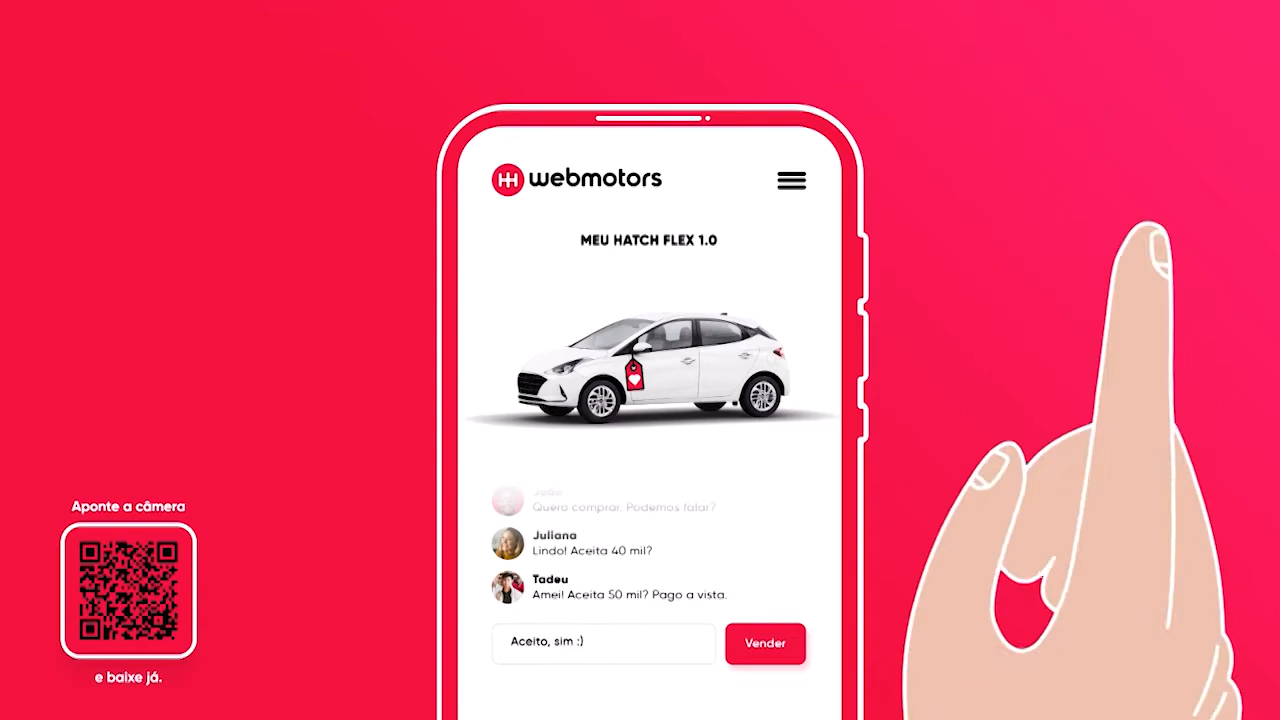 webmotors
MEU HATCH FLEX 1.0
João
Quero comprar. Podemos falar?
Juliana
Lindo! Aceita 40 mil?
Tadeu
Amei! Aceita 50 mil? Pago a vista.
Aceito, sim :)
Vender
Aponte a câmera
e baixe já.